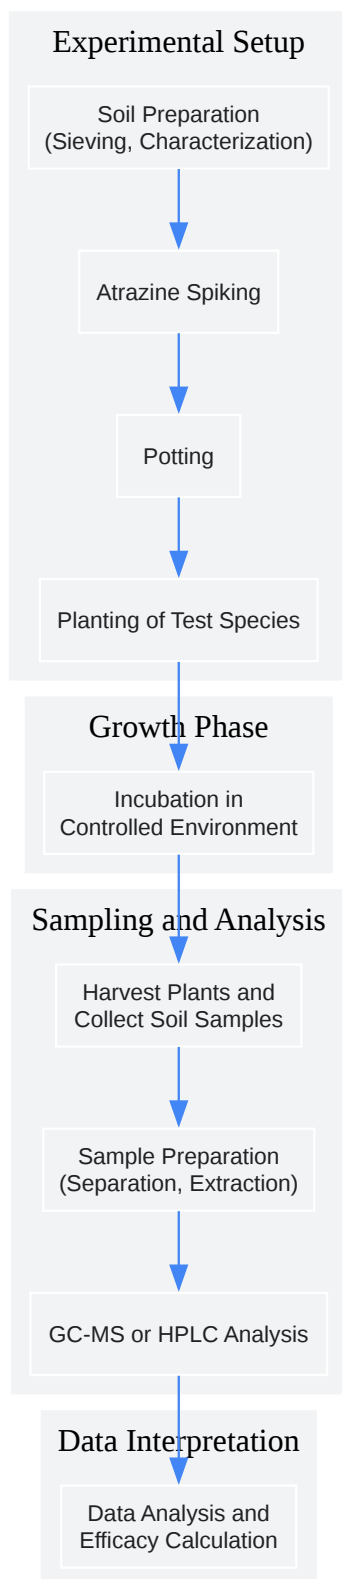 Experimental Setup
Soil Preparation
(Sieving, Characterization)
Atrazine Spiking
Potting
Planting of Test Species
Growth Phase
Incubation in
Controlled Environment
Sampling and Analysis
Harvest Plants and
Collect Soil Samples
Sample Preparation
(Separation, Extraction)
GC-MS or HPLC Analysis
Data Interpretation
Data Analysis and
Efficacy Calculation